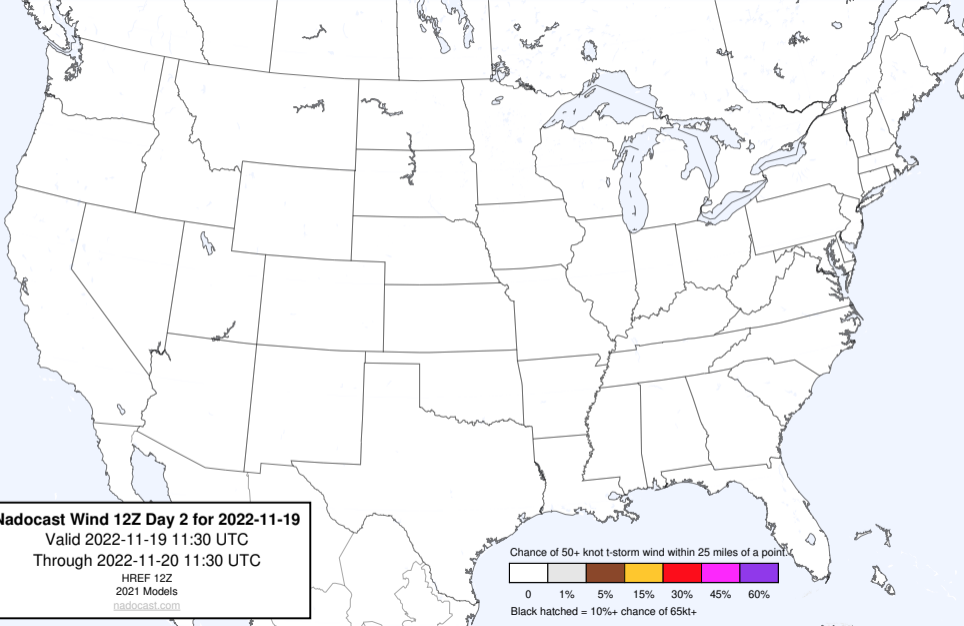 Nadocast Wind 12Z Day 2 for 2022-11-19
Valid 2022-11-19 11:30 UTC
Through 2022-11-20 11:30 UTC
HREF 12Z
2021 Models
nadocast.com
Chance of 50+ knot t-storm wind within 25 miles of a point.
0 1% 5% 15% 30% 45% 60%
Black hatched = 10%+ chance of 65kt+